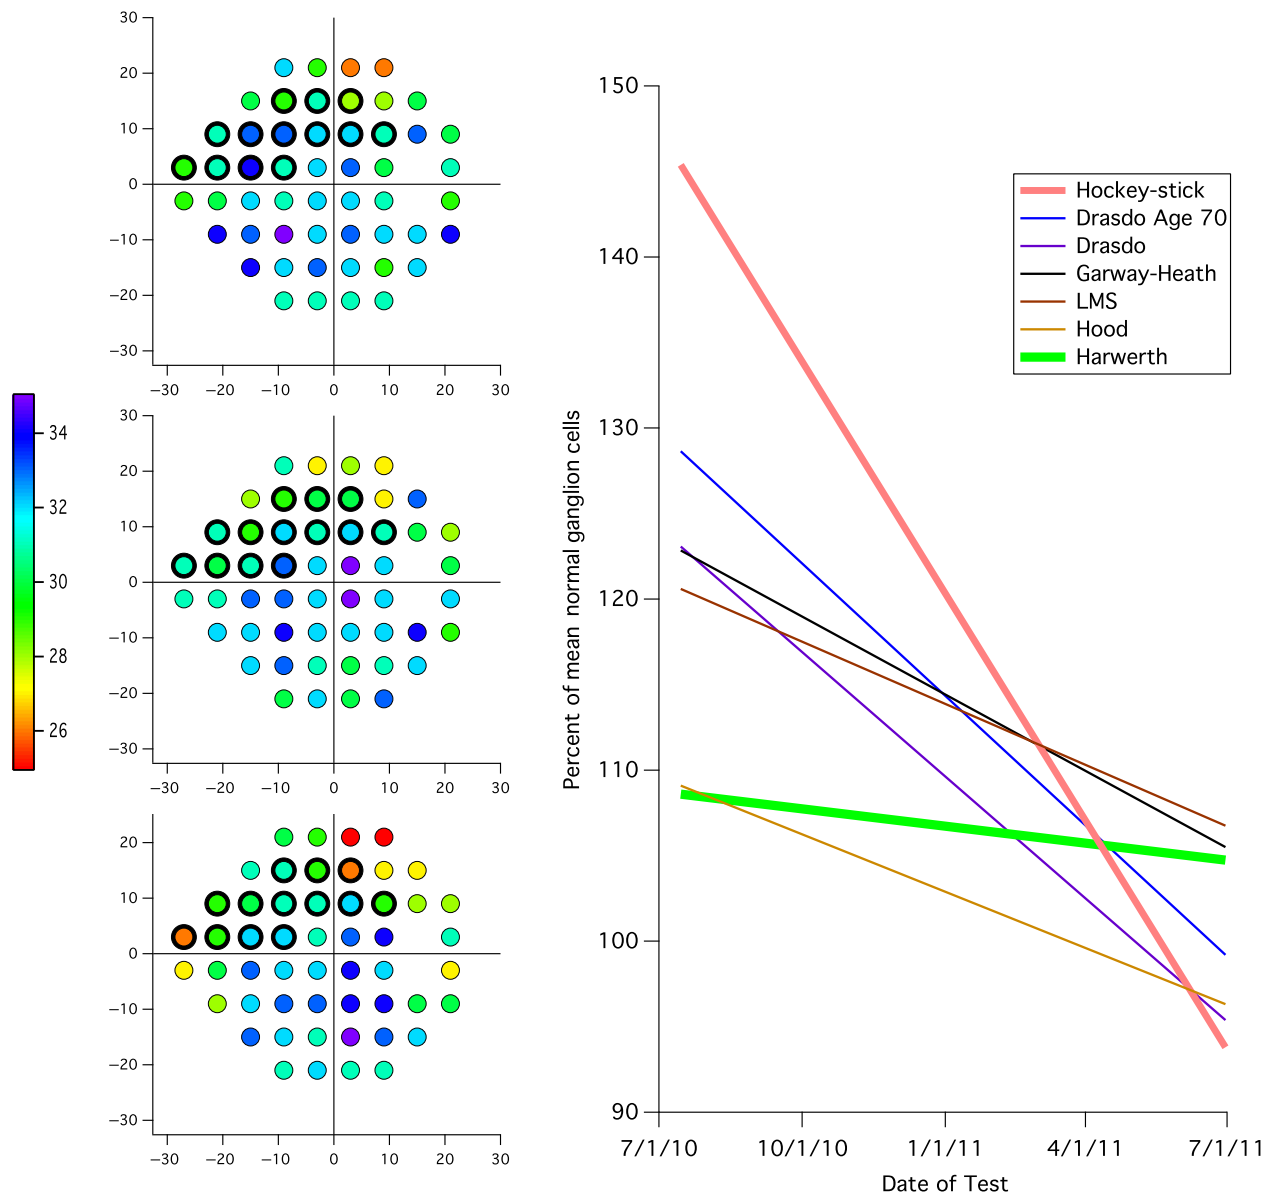 30
20
10
0
−10
−20
−30
−30 −20 −10 0 10 20 30
34
32
30
28
26
30
20
10
0
−10
−20
−30
−30 −20 −10 0 10 20 30
20
10
0
−10
−20
−30
−30 −20 −10 0 10 20 30
Percent of mean normal ganglion cells
150
140
130
120
110
100
90
Hockey-stick
Drasdo Age 70
Drasdo
Garway-Heath
LMS
Hood
Harwerth
7/1/10 10/1/10 1/1/11 4/1/11 7/1/11
Date of Test